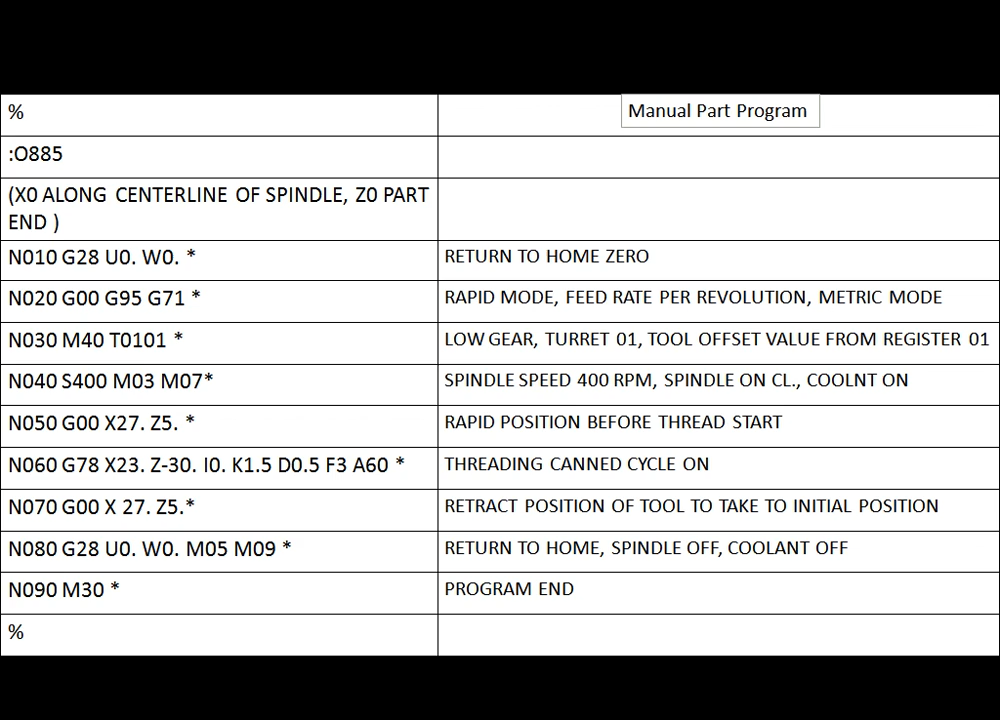 %
Manual Part Program
:O885
(X0 ALONG CENTERLINE OF SPINDLE, Z0 PART
END )
N010 G28 U0. W0. *
RETURN TO HOME ZERO
N020 G00 G95 G71 *
RAPID MODE, FEED RATE PER REVOLUTION, METRIC MODE
N030 M40 T0101 *
LOW GEAR, TURRET 01, TOOL OFFSET VALUE FROM REGISTER 01
N040 S400 M03 M07*
SPINDLE SPEED 400 RPM, SPINDLE ON CL., COOLNT ON
N050 G00 X27. Z5. *
RAPID POSITION BEFORE THREAD START
N060 G78 X23. Z-30. I0. K1.5 D0.5 F3 A60 *
THREADING CANNED CYCLE ON
N070 G00 X 27. Z5.*
RETRACT POSITION OF TOOL TO TAKE TO INITIAL POSITION
N080 G28 U0. W0. M05 M09 *
RETURN TO HOME, SPINDLE OFF, COOLANT OFF
N090 M30 *
PROGRAM END
%